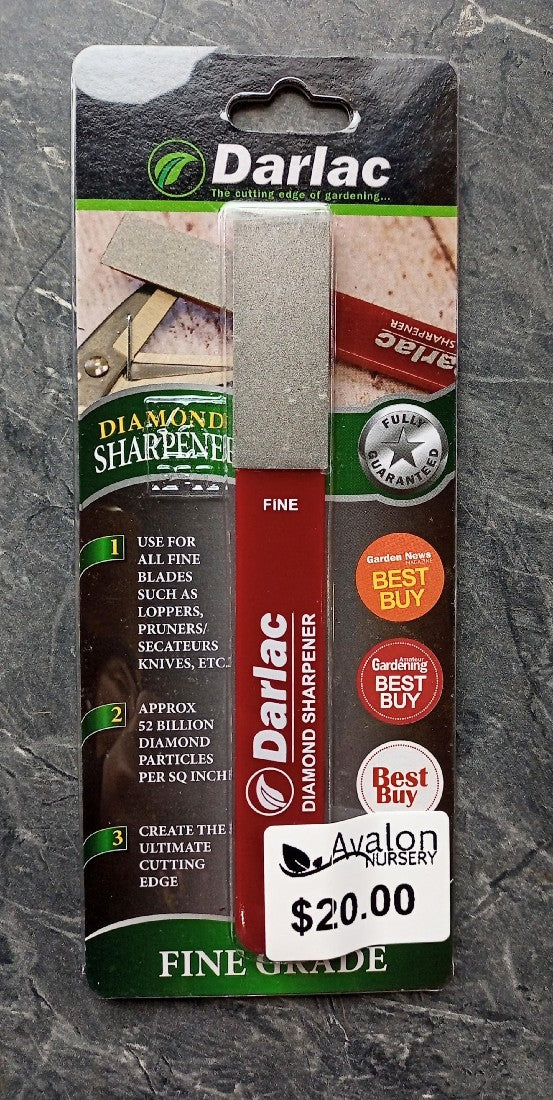 Darlac
The cutting edge of gardening...
Darlac
SHARPENER
DIAMOND
SHARPENE
FULLY
GUARANTEED
FINE
1
USE FOR
ALL FINE
BLADES
SUCH AS
LOPPERS,
PRUNERS/
SECATEURS
KNIVES, ETC.
2
APPROX
52 BILLION
DIAMOND
PARTICLES
PER SQ INCH
3
CREATE THE
ULTIMATE
CUTTING
EDGE
Darlac
DIAMOND SHARPENER
Garden News
MAGAZINE
BEST
BUY
Amateur
Gardening
BEST
BUY
Best
Buy
Avalon
NURSERY
$20.00
FINE GRADE